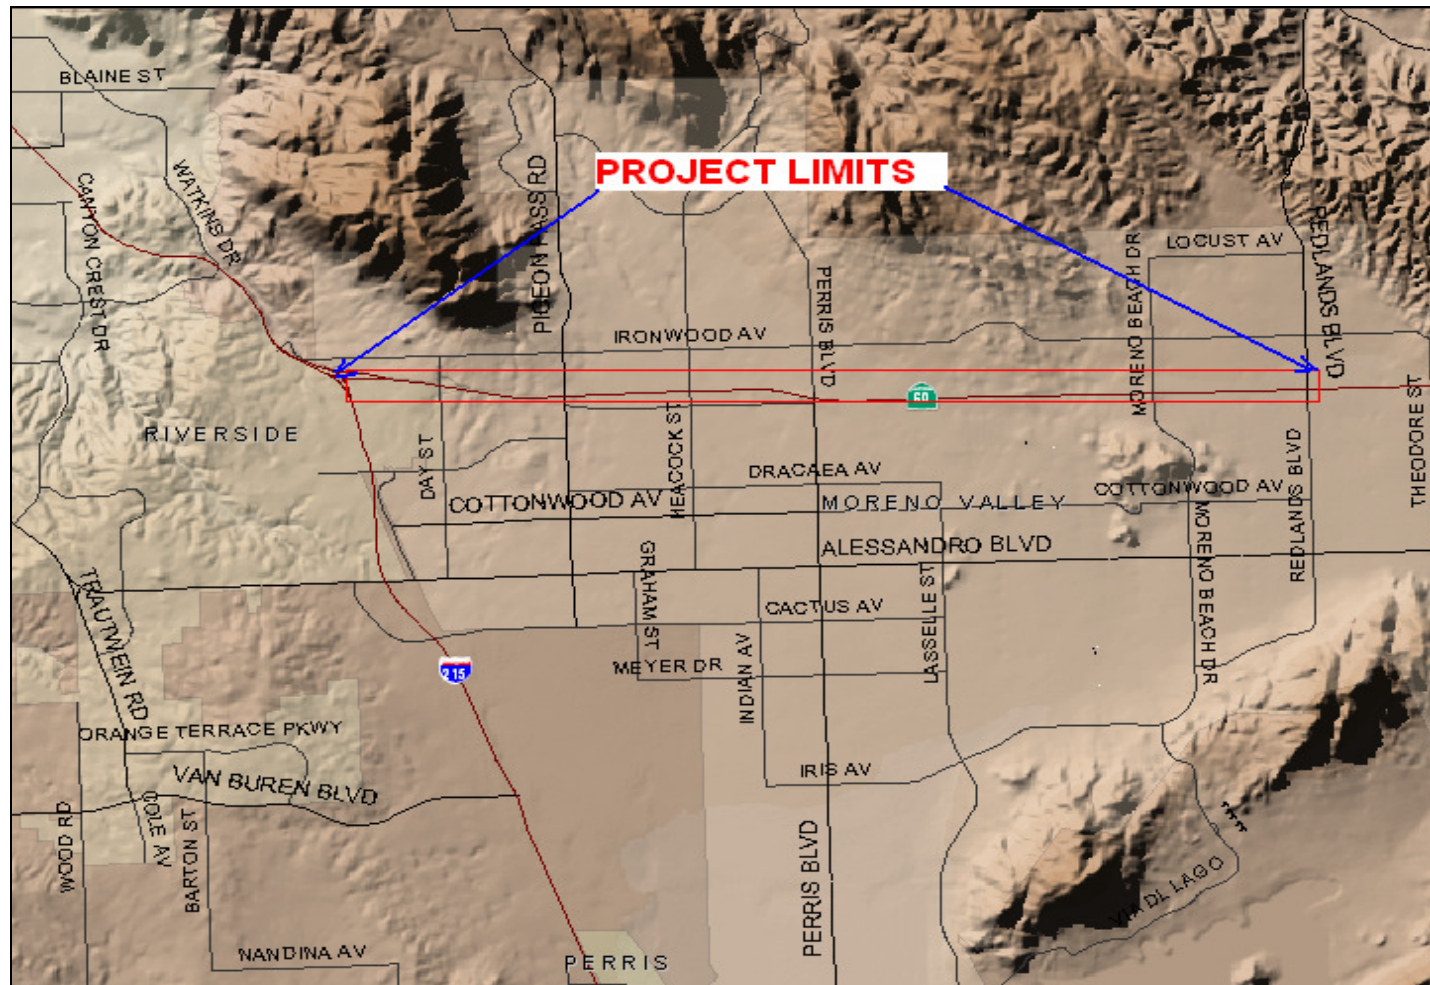 BLAINE ST
WATKINS DR
CANYON CREST DR
PIGEON PASS RD
PROJECT LIMITS
REDLANDS BLVD
LOCUST AV
MORENO BEACH DR
PERRIS BLVD
IRONWOOD AV
60
THEODORE ST
RIVERSIDE
DAY ST
HEACOCK ST
DRACAEA AV
COTTONWOOD AV
MORENO VALLEY
COTTONWOOD AV
REDLANDS BLVD
ALESSANDRO BLVD
MORENO BEACH DR
GRAHAM ST
CACTUS AV
LASSELLE ST
TRAUTWEIN RD
215
MEYER DR
INDIAN AV
ORANGE TERRACE PKWY
VAN BUREN BLVD
IRIS AV
WOOD RD
COLE AV
BARTON ST
PERRIS BLVD
VIA DL LAGO
NANDINA AV
PERRIS